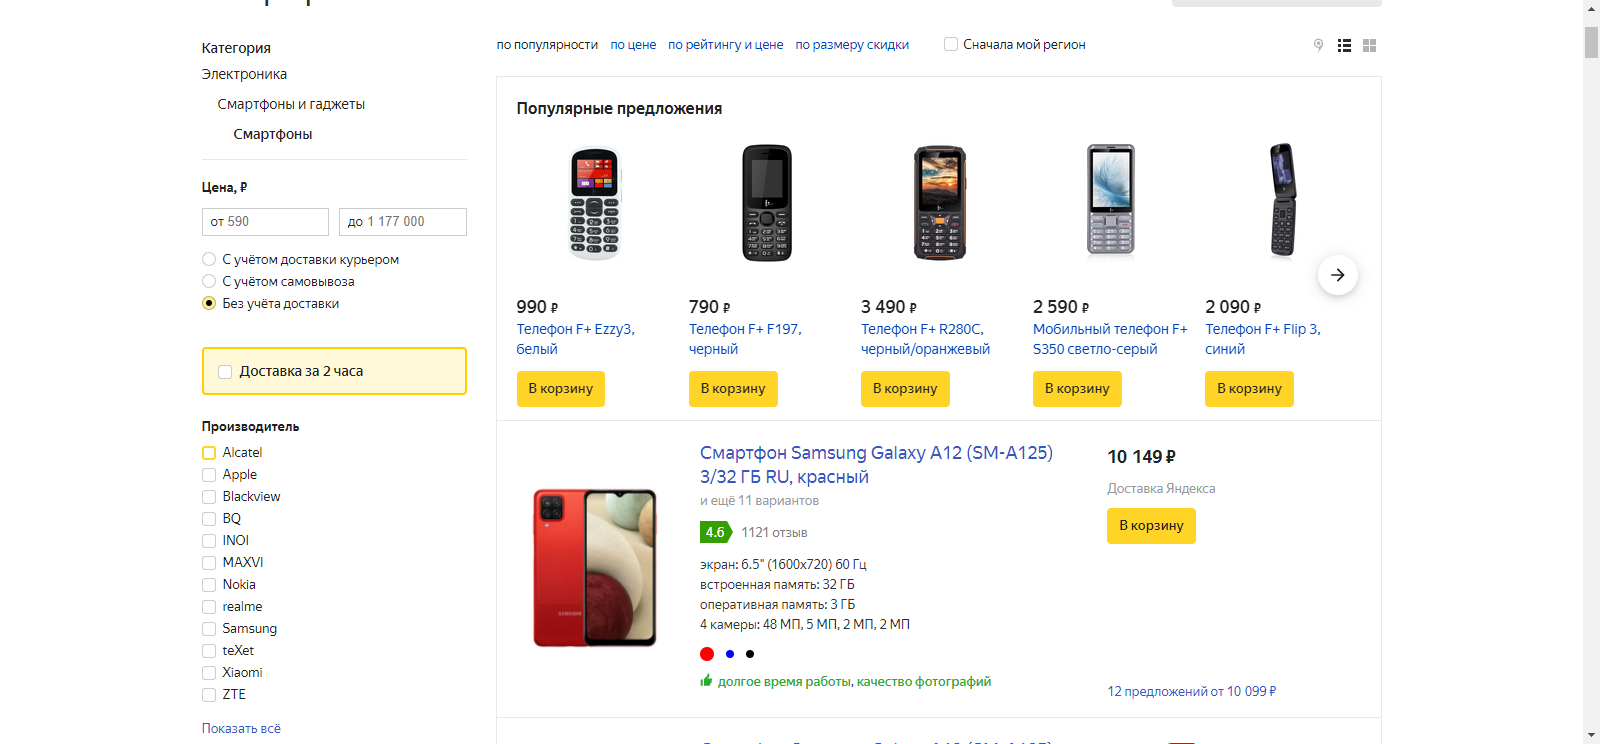 Категория
Электроника
Смартфоны и гаджеты
Смартфоны
Цена, ₽
от 590
до 1 177 000
С учётом доставки курьером
С учётом самовывоза
Без учёта доставки
Доставка за 2 часа
Производитель
Alcatel
Apple
Blackview
BQ
INOI
MAXVI
Nokia
realme
Samsung
teXet
Xiaomi
ZTE
Показать всё
по популярности по цене по рейтингу и цене по размеру скидки Сначала мой регион
Популярные предложения
990 ₽
Телефон F+ Ezzy3,
белый
В корзину
790 ₽
Телефон F+ F197,
черный
В корзину
3 490 ₽
Телефон F+ R280C,
черный/оранжевый
В корзину
2 590 ₽
Мобильный телефон F+
S350 светло-серый
В корзину
2 090 ₽
Телефон F+ Flip 3,
синий
В корзину
SAMSUNG
Смартфон Samsung Galaxy A12 (SM-A125)
3/32 ГБ RU, красный
и ещё 11 вариантов
4.6 1121 отзыв
экран: 6.5" (1600x720) 60 Гц
встроенная память: 32 ГБ
оперативная память: 3 ГБ
4 камеры: 48 МП, 5 МП, 2 МП, 2 МП
долгое время работы, качество фотографий
10 149 ₽
Доставка Яндекса
В корзину
12 предложений от 10 099 ₽